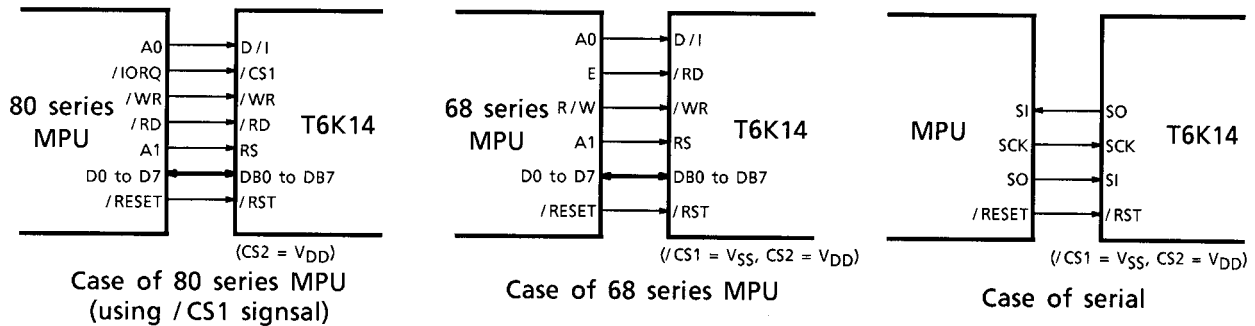 A0 D/I
/IORQ /CS1
/WR /WR
80 series
MPU
/RD /RD
T6K14
A1 RS
D0 to D7 DB0 to DB7
/RESET /RST
(CS2 = VDD)
Case of 80 series MPU
(using /CS1 signsal)
A0 D/I
E /RD
R/W /WR
68 series
MPU
T6K14
A1 RS
D0 to D7 DB0 to DB7
/RESET /RST
(/CS1 = VSS, CS2 = VDD)
Case of 68 series MPU
MPU
SI SO
T6K14
SCK SCK
SO SI
/RESET /RST
(/CS1 = VSS, CS2 = VDD)
Case of serial